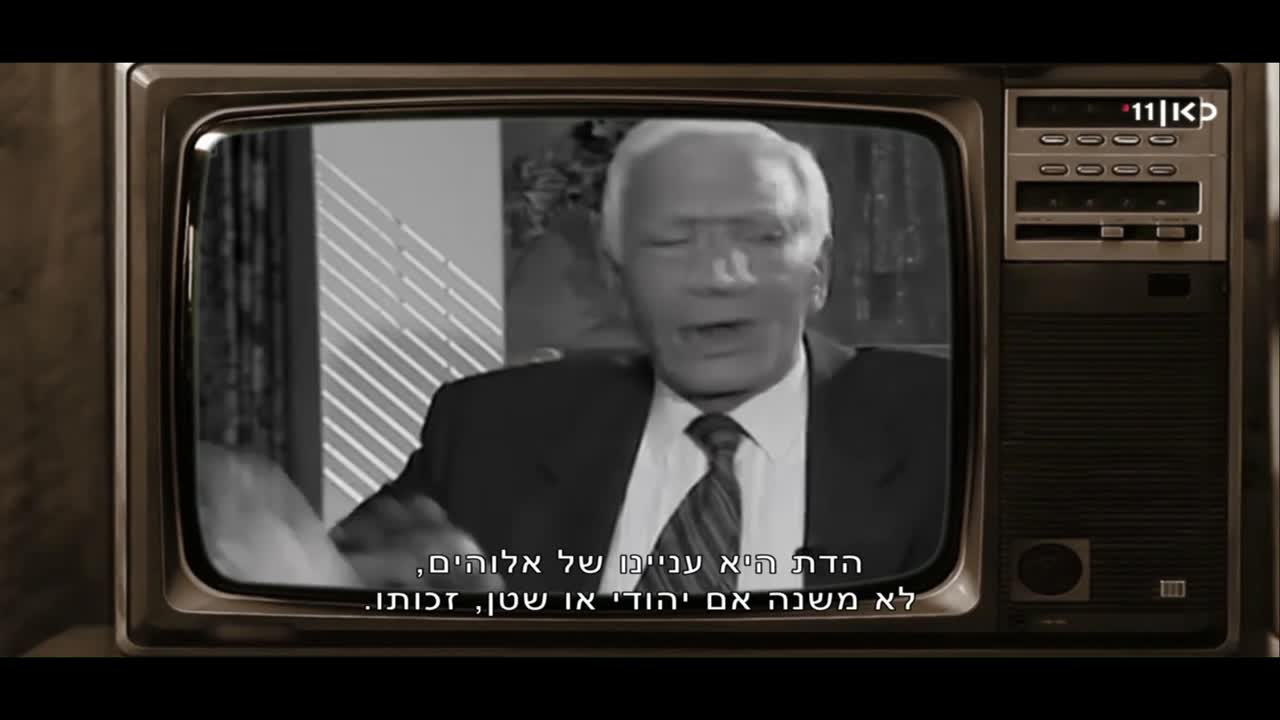 כאן 11
הדת היא עניינו של אלוהים,
לא משנה אם יהודי או שטן, זכותו.